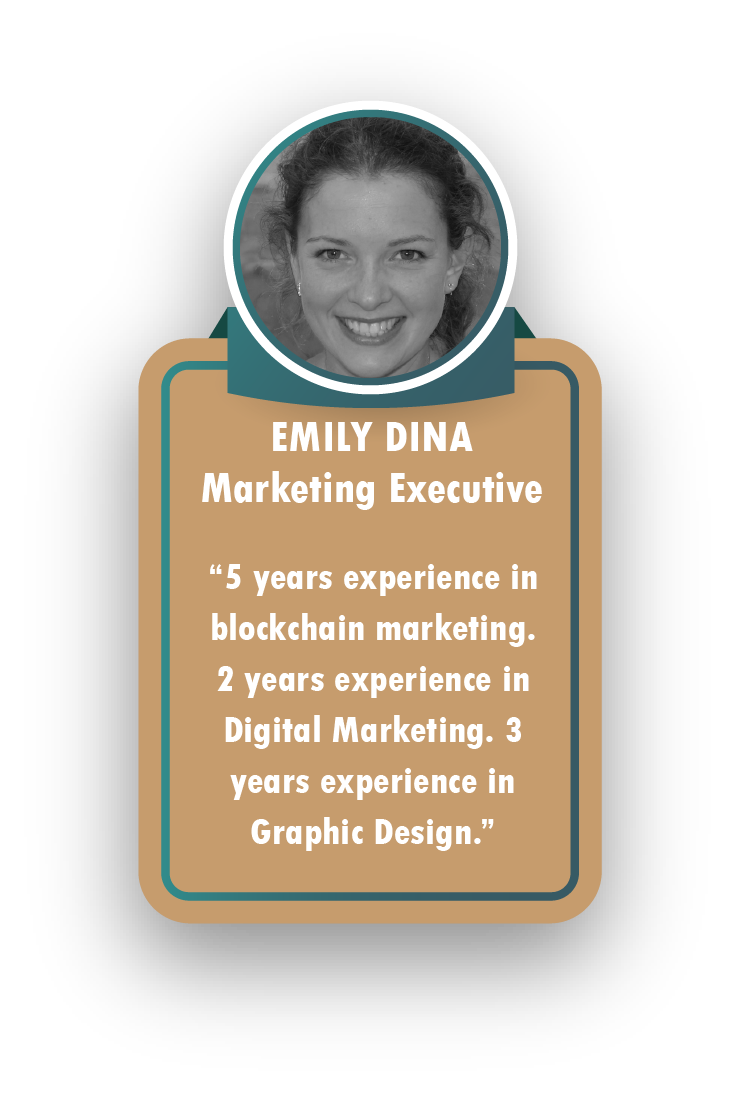 EMILY DINA
Marketing Executive
“5 years experience in
blockchain marketing.
2 years experience in
Digital Marketing. 3
years experience in
Graphic Design.”